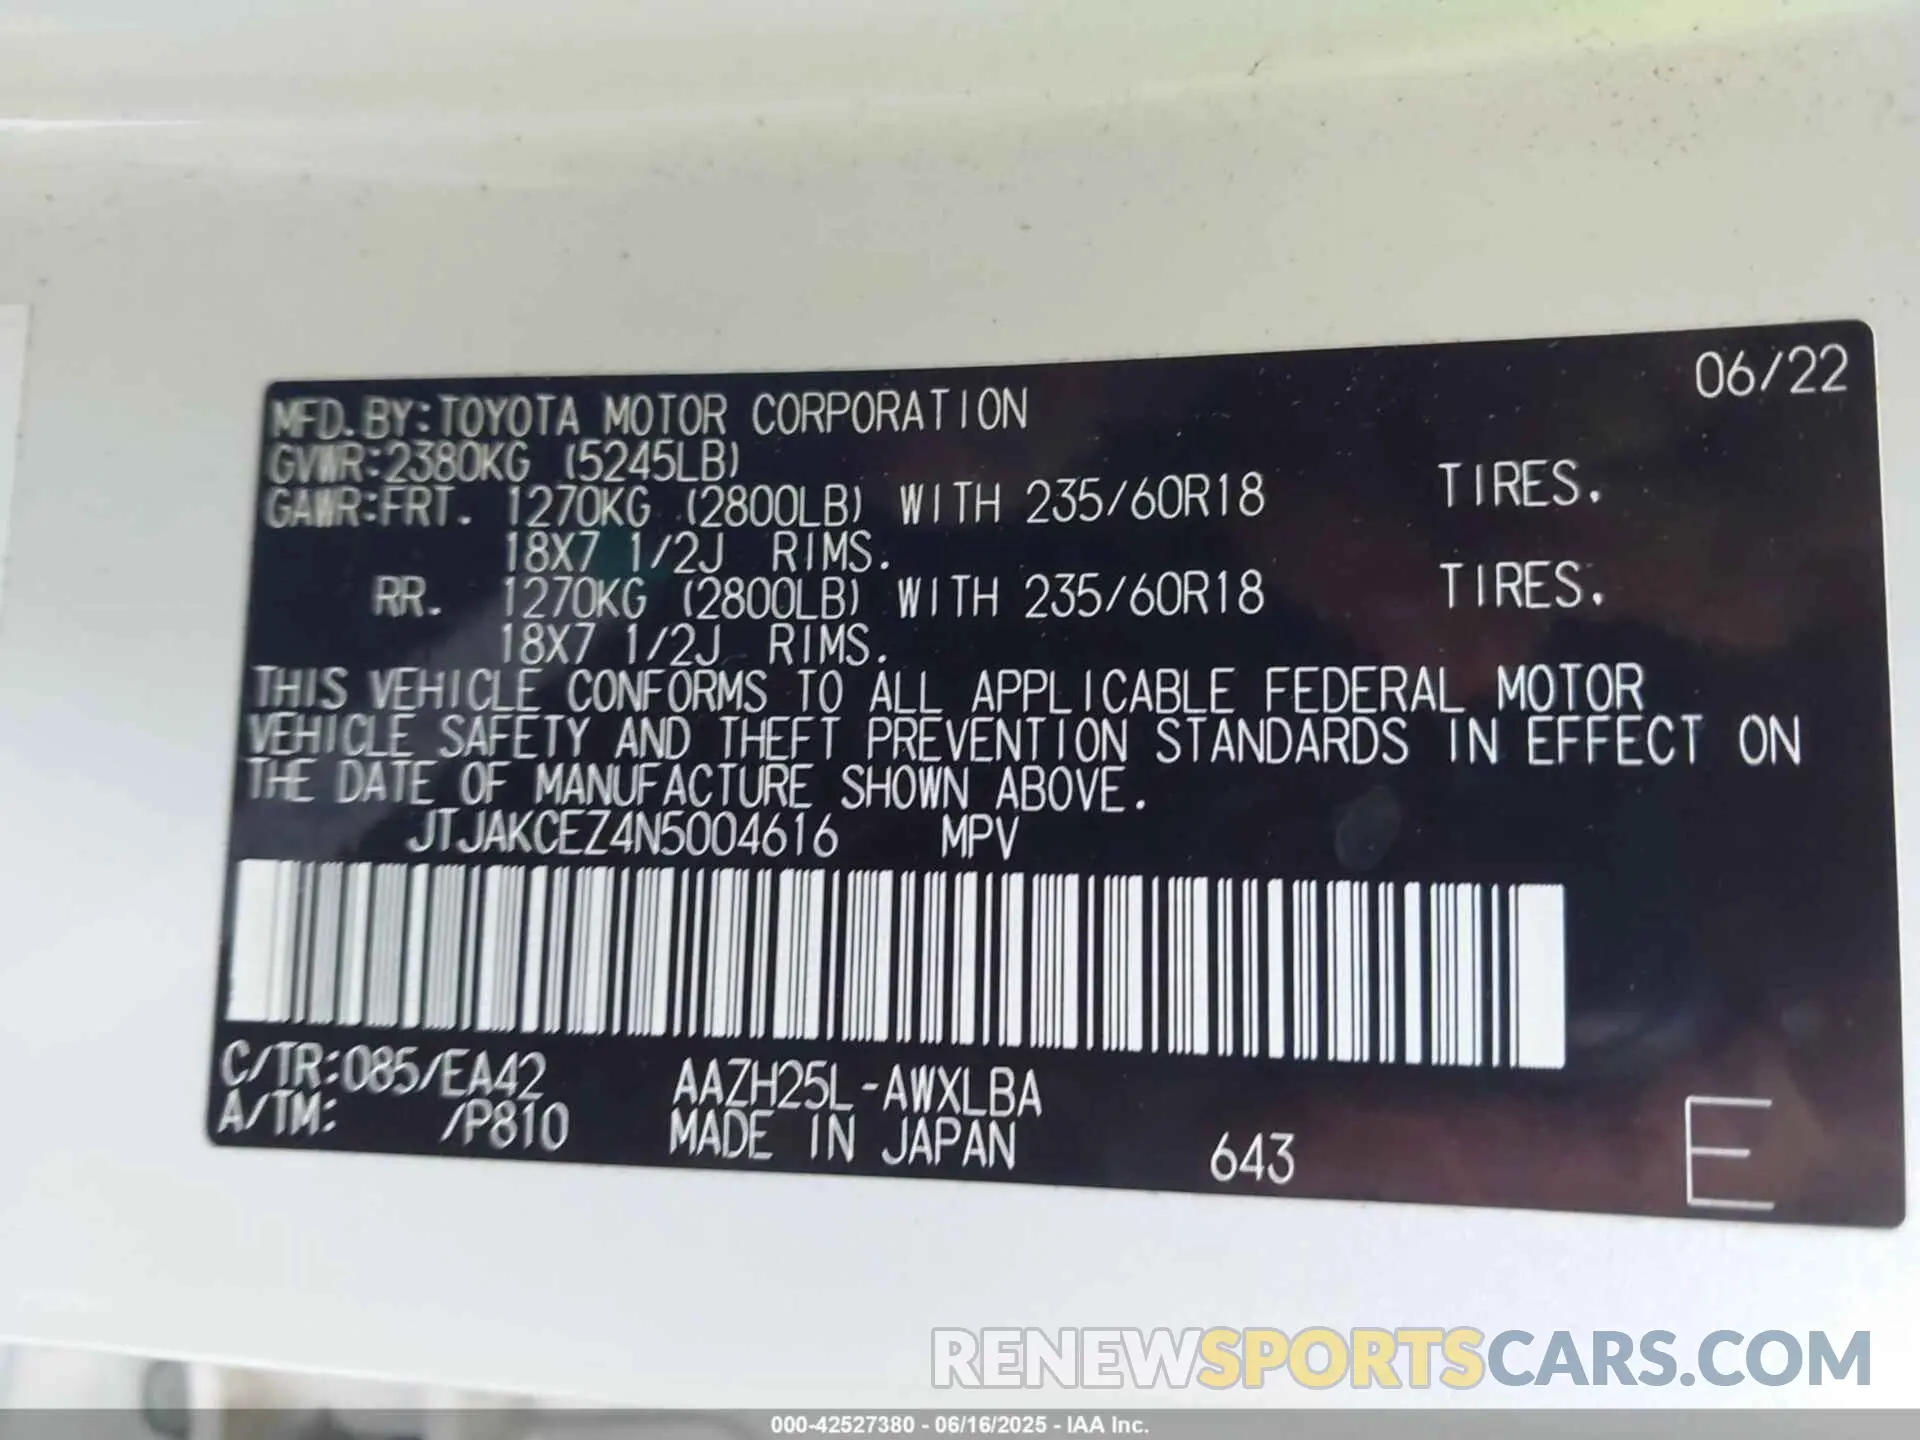 06/22
MFD. BY: TOYOTA MOTOR CORPORATION
GVWR: 2380KG (5245LB)
GAWR: FRT. 1270KG (2800LB) WITH 235/60R18 TIRES.
18X7 1/2J RIMS.
RR. 1270KG (2800LB) WITH 235/60R18 TIRES.
18X7 1/2J RIMS.
THIS VEHICLE CONFORMS TO ALL APPLICABLE FEDERAL MOTOR
VEHICLE SAFETY AND THEFT PREVENTION STANDARDS IN EFFECT ON
THE DATE OF MANUFACTURE SHOWN ABOVE.
JTJAKCEZ4N5004616 MPV
C/TR: 085/EA42 AAZH25L-AWXLBA
A/TM: /P810 MADE IN JAPAN 643 E
RENEWSPORTSCARS.COM
000-42527380 - 06/16/2025 - IAA Inc.